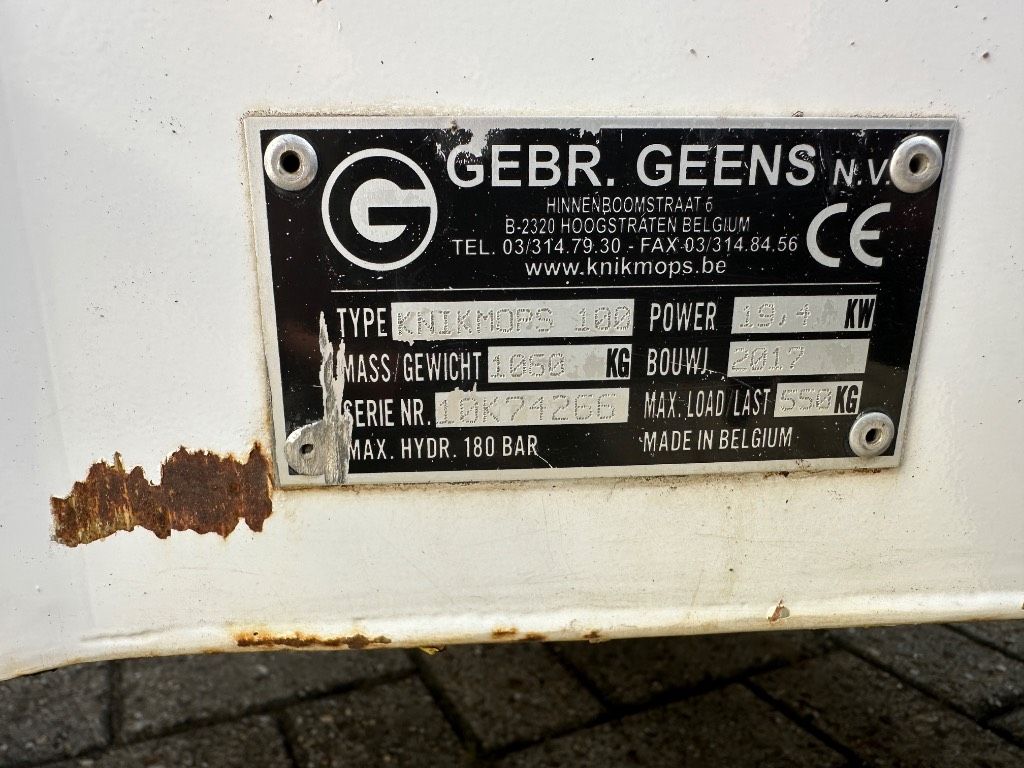 G GEBR. GEENS N.V.
HINNENBOOMSTRAAT 6
B-2320 HOOGSTRATEN BELGIUM
TEL. 03/314.79.30 - FAX 03/314.84.56
www.knikmops.be
CE
TYPE KNIKMOPS 100 POWER 19,4 KW
MASS/GEWICHT 1060 KG BOUWJ. 2017
SERIE NR. 10K74266 MAX. LOAD/LAST 550 KG
MAX. HYDR. 180 BAR MADE IN BELGIUM